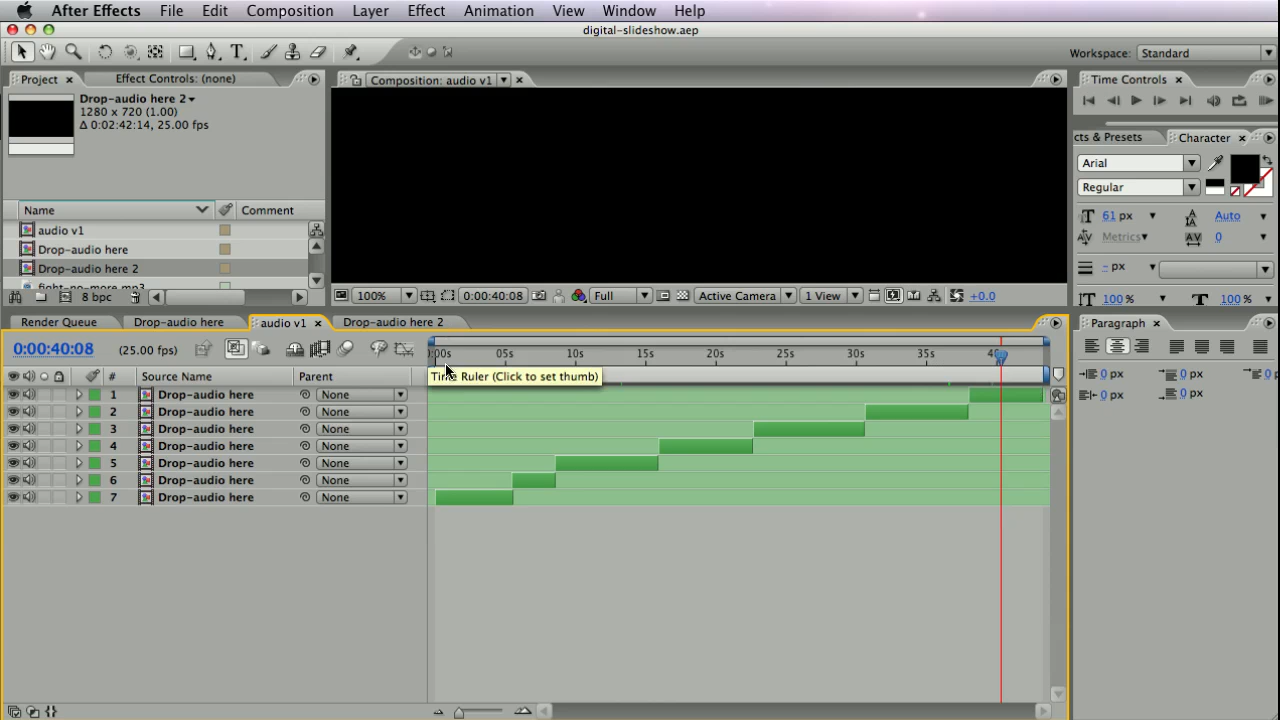 After Effects File Edit Composition Layer Effect Animation View Window Help
digital-slideshow.aep
Workspace: Standard
Project Effect Controls: (none)
Composition: audio v1
Time Controls
Drop-audio here 2
1280 x 720 (1.00)
Δ 0:02:42:14, 25.00 fps
cts & Presets Character
Arial
Regular
61 px Auto
Metrics 0
- px
100 % 100 %
Name Comment
audio v1
Drop-audio here
Drop-audio here 2
fight-no-more.mp3
8 bpc
100% 0:00:40:08 Full Active Camera 1 View +0.0
Render Queue Drop-audio here audio v1 Drop-audio here 2
Paragraph
0:00:40:08 (25.00 fps)
:00s 05s 10s 15s 20s 25s 30s 35s
0 px 0 px 0 p
0 px 0 px
# Source Name Parent
Time Ruler (Click to set thumb)
1 Drop-audio here None
2 Drop-audio here None
3 Drop-audio here None
4 Drop-audio here None
5 Drop-audio here None
6 Drop-audio here None
7 Drop-audio here None